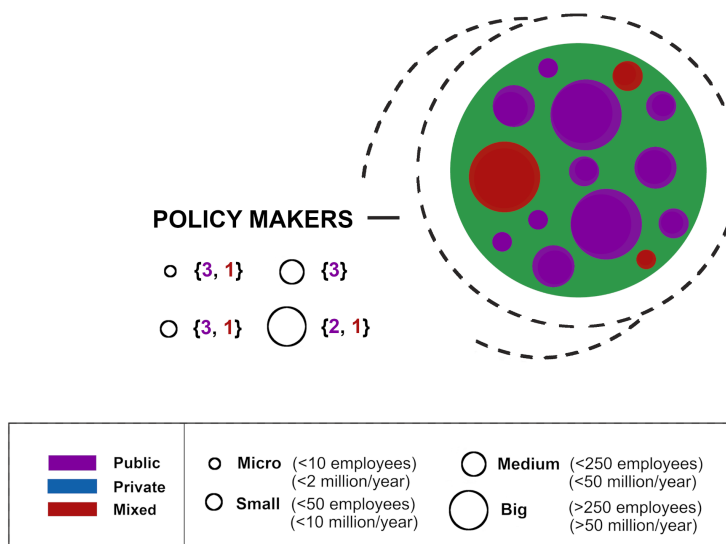 POLICY MAKERS
{3, 1} {3}
{3, 1} {2, 1}
Public
Private
Mixed
Micro (<10 employees)
(<2 million/year)
Small (<50 employees)
(<10 million/year)
Medium (<250 employees)
(<50 million/year)
Big (>250 employees)
(>50 million/year)